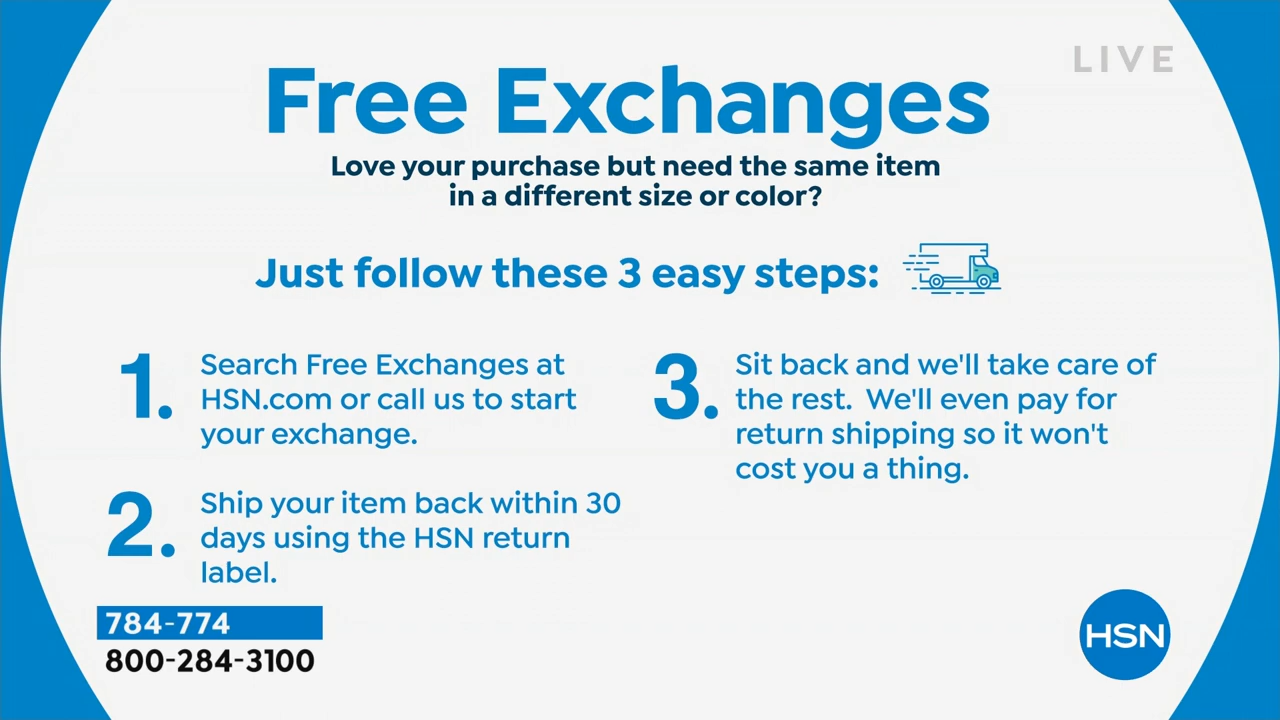 LIVE
Free Exchanges
Love your purchase but need the same item
in a different size or color?
Just follow these 3 easy steps:
1. Search Free Exchanges at
HSN.com or call us to start
your exchange.
2. Ship your item back within 30
days using the HSN return
label.
3. Sit back and we'll take care of
the rest. We'll even pay for
return shipping so it won't
cost you a thing.
784-774
800-284-3100
HSN